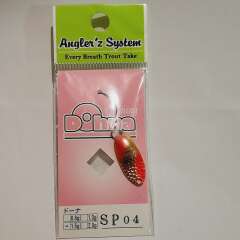 Angler'z System
Every Breath Trout Take
Dohna
ドーナ
SP04